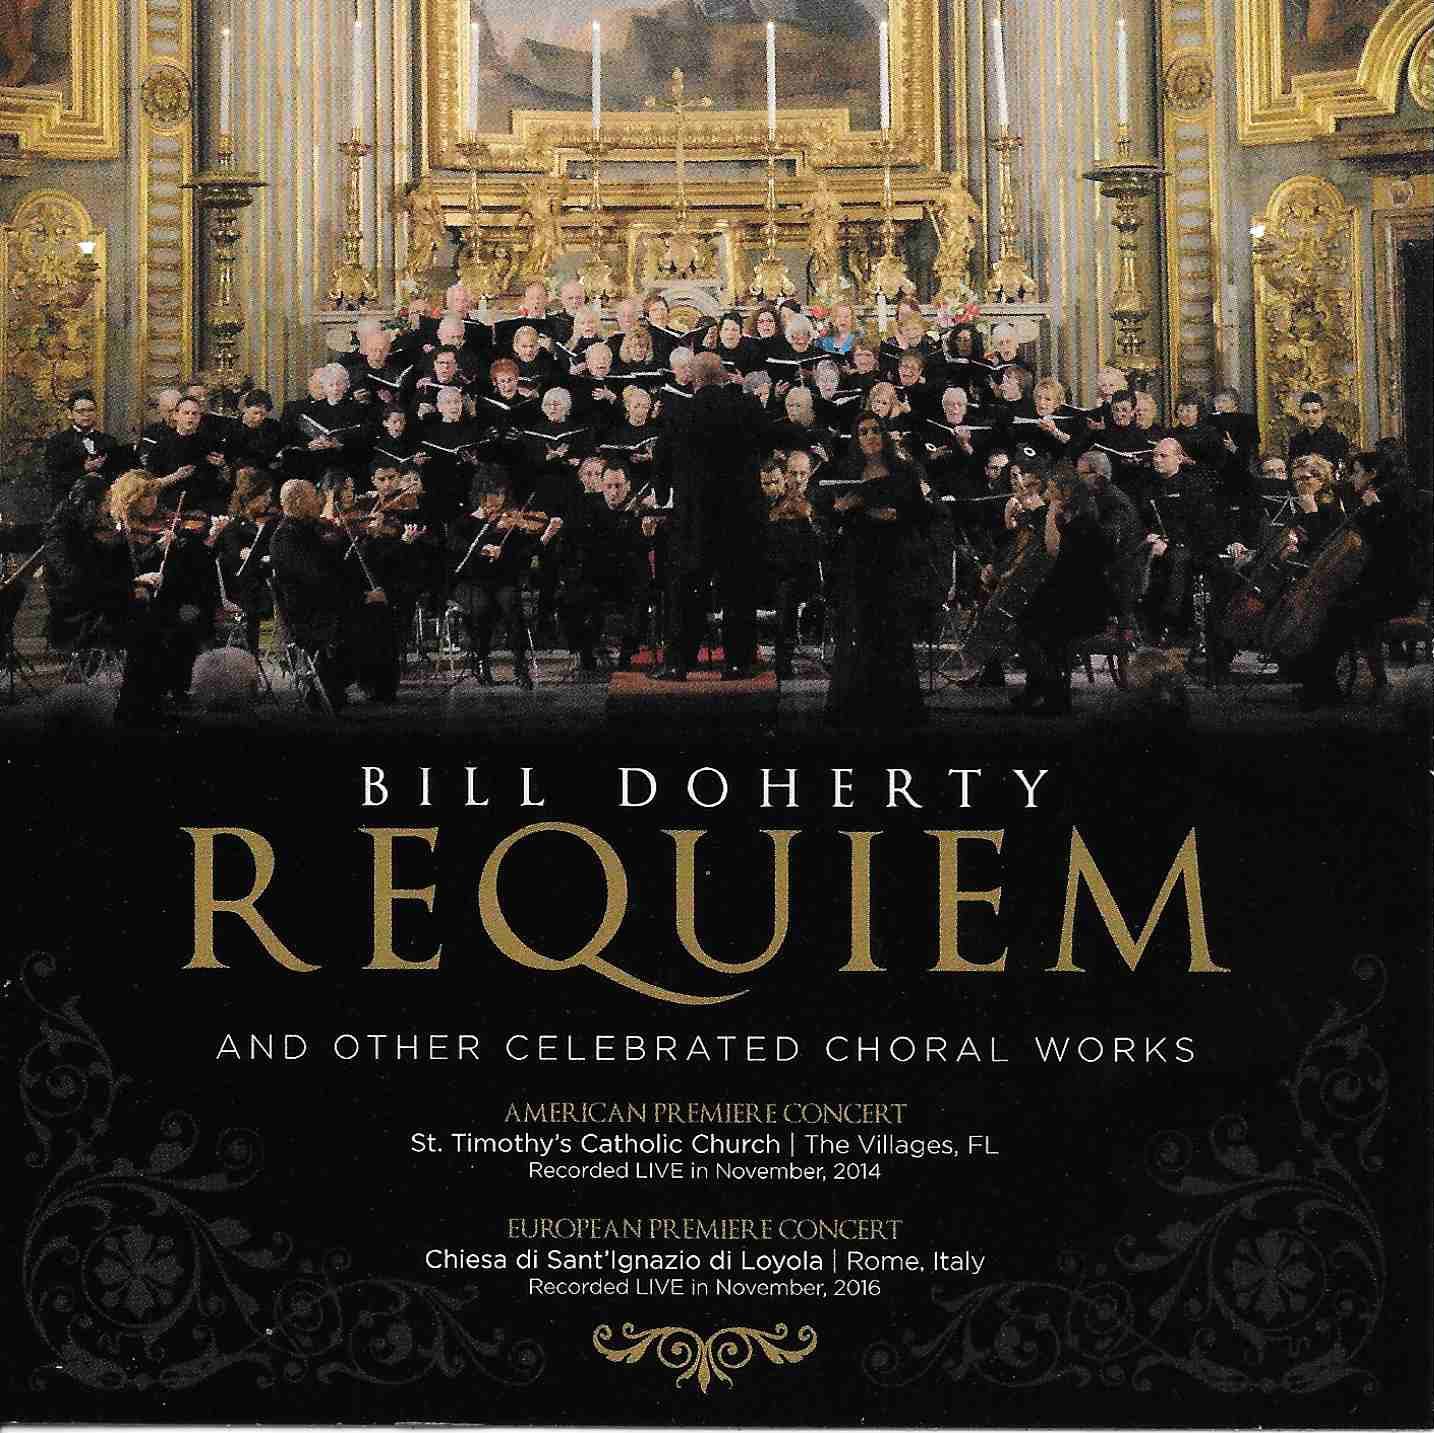 BILL DOHERTY
REQUIEM
AND OTHER CELEBRATED CHORAL WORKS
AMERICAN PREMIERE CONCERT
St. Timothy's Catholic Church | The Villages, FL
Recorded LIVE in November, 2014
EUROPEAN PREMIERE CONCERT
Chiesa di Sant'Ignazio di Loyola | Rome, Italy
Recorded LIVE in November, 2016